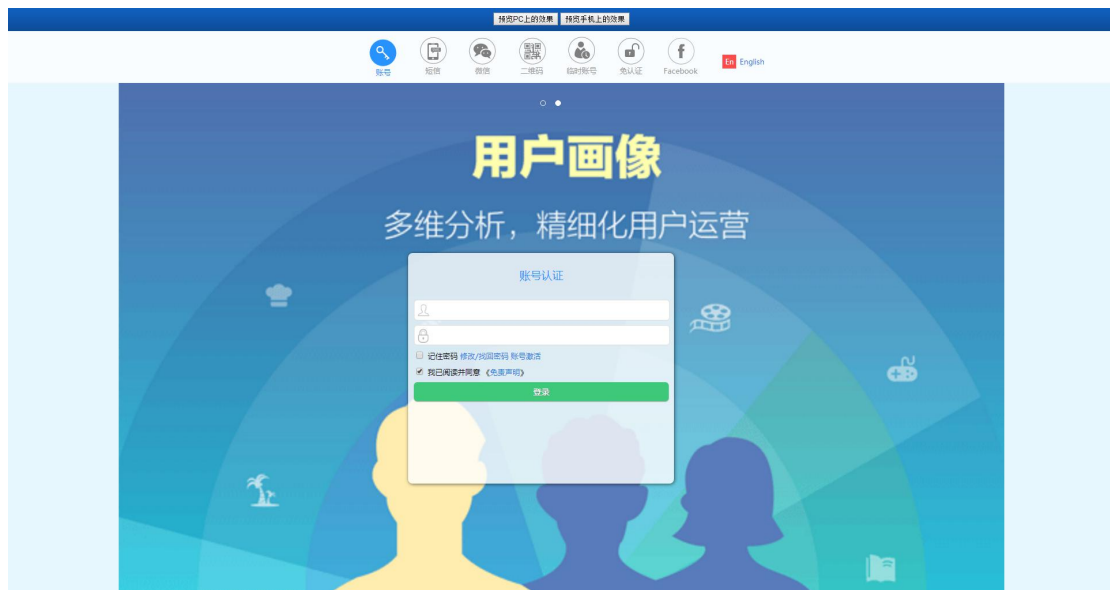 预览PC上的效果 预览手机上的效果
账号 短信 微信 二维码 临时账号 免认证 Facebook En English
用户画像
多维分析，精细化用户运营
账号认证
记住密码 修改/找回密码 账号激活
我已阅读并同意《免责声明》
登录